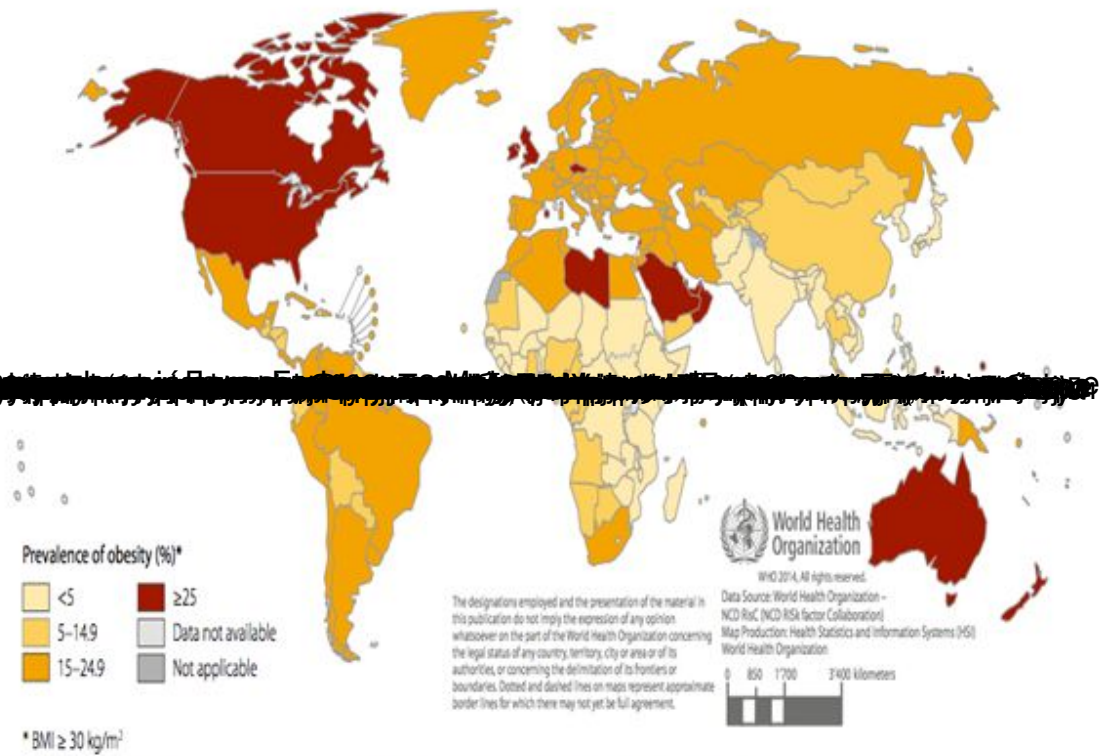 World Health
Organization
WHO 2014, All rights reserved.
Prevalence of obesity (%)*
<5
≥25
5–14.9
Data not available
15–24.9
Not applicable
* BMI ≥ 30 kg/m²
The designations employed and the presentation of the material in
this publication do not imply the expression of any opinion
whatsoever on the part of the World Health Organization concerning
the legal status of any country, territory, city or area or of its
authorities, or concerning the delimitation of its frontiers or
boundaries. Dotted and dashed lines on maps represent approximate
border lines for which there may not yet be full agreement.
Data Source: World Health Organization –
NCD RisC (NCD RISk factor Collaboration)
Map Production: Health Statistics and Information Systems (HSI)
World Health Organization
0 850 1'700 3'400 kilometers